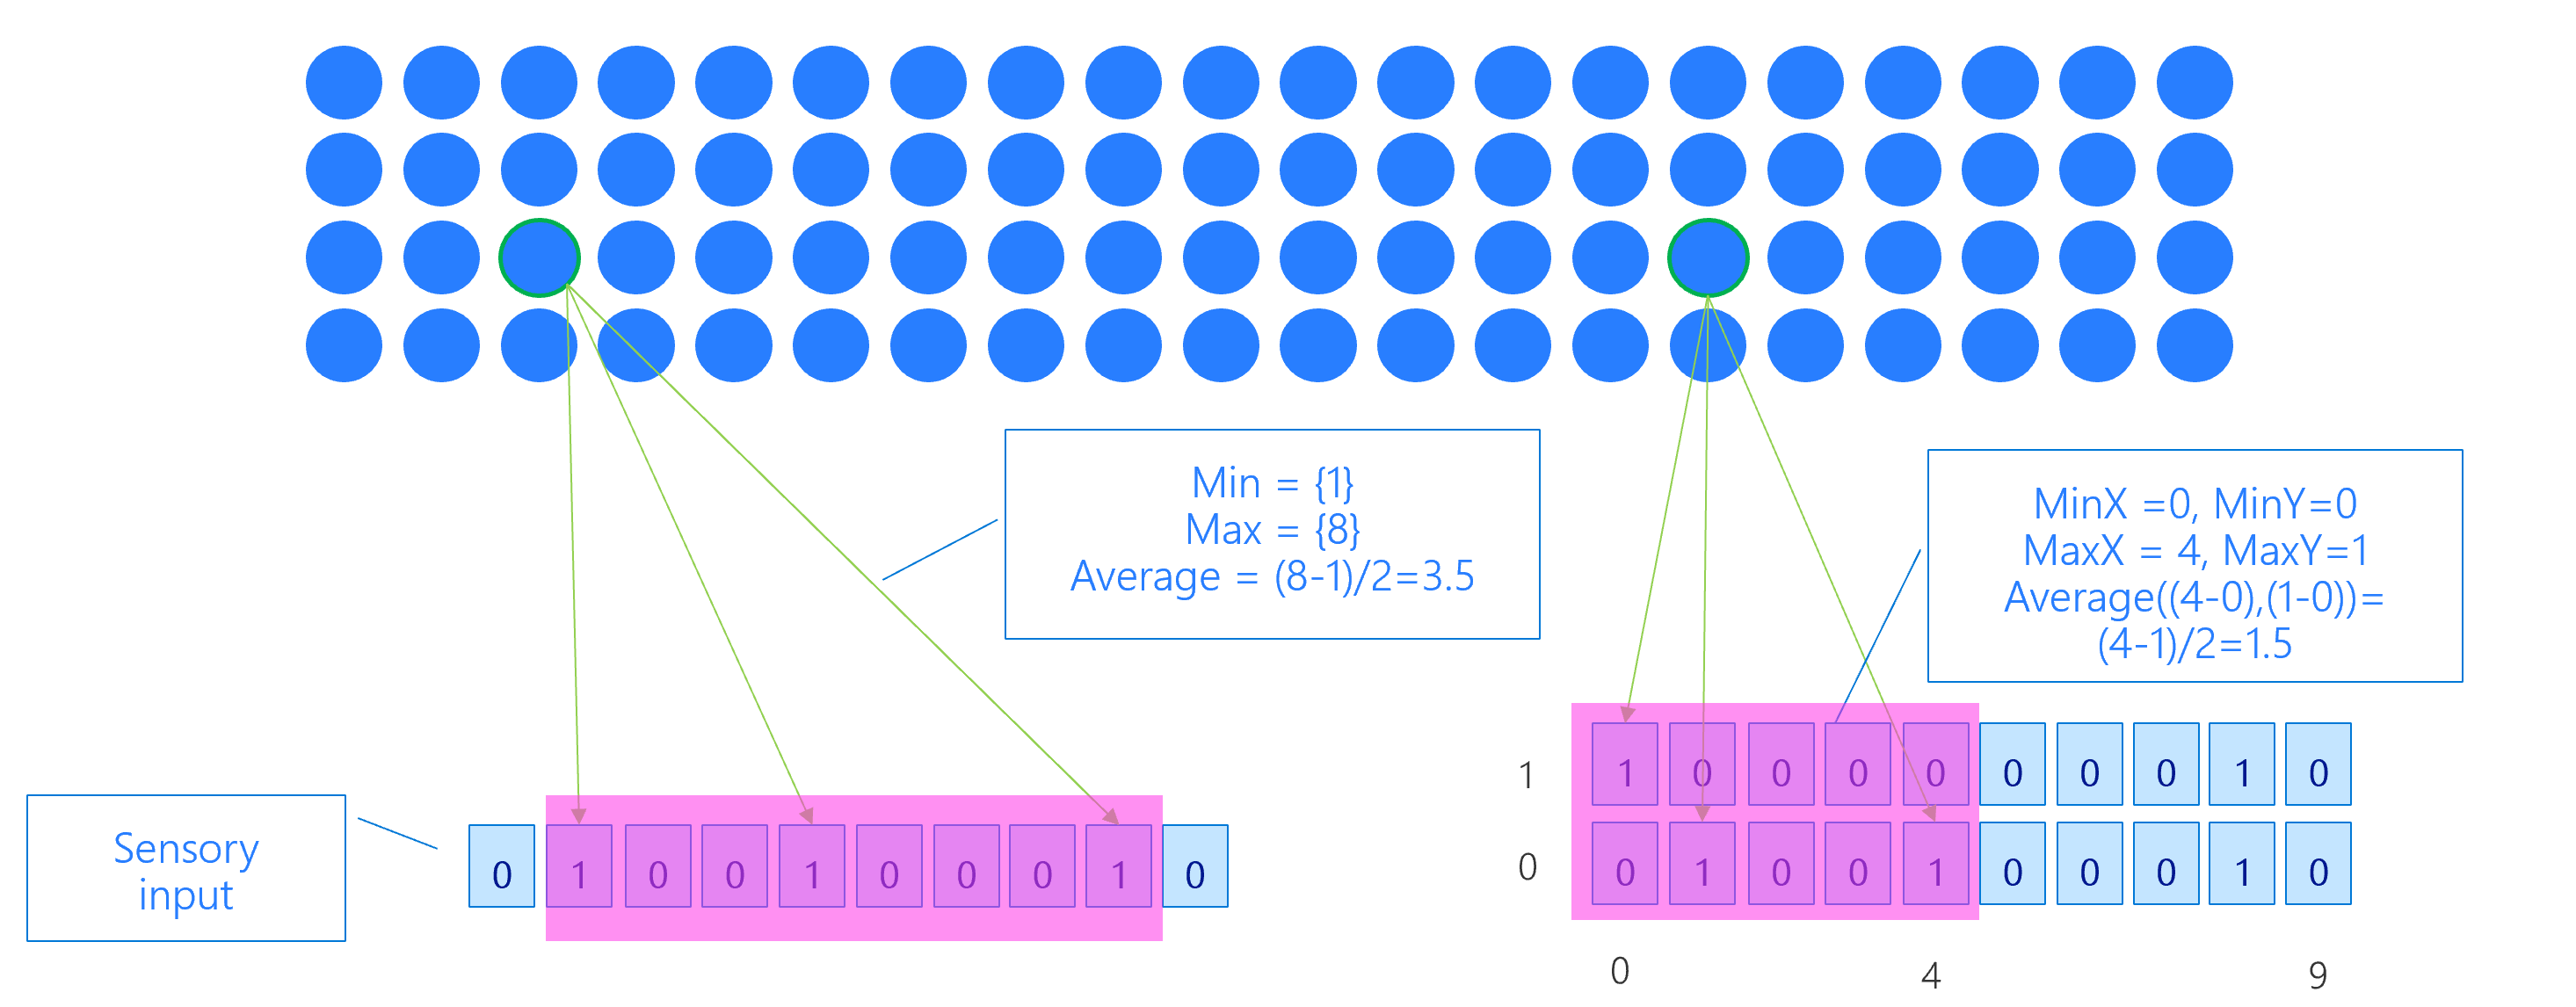 Min = {1}
Max = {8}
Average = (8-1)/2=3.5
MinX =0, MinY=0
MaxX = 4, MaxY=1
Average((4-0),(1-0))=
(4-1)/2=1.5
Sensory
input
0 1 0 0 1 0 0 0 1 0
1 1 0 0 0 0 0 0 0 1 0
0 0 1 0 0 1 0 0 0 1 0
0 4 9